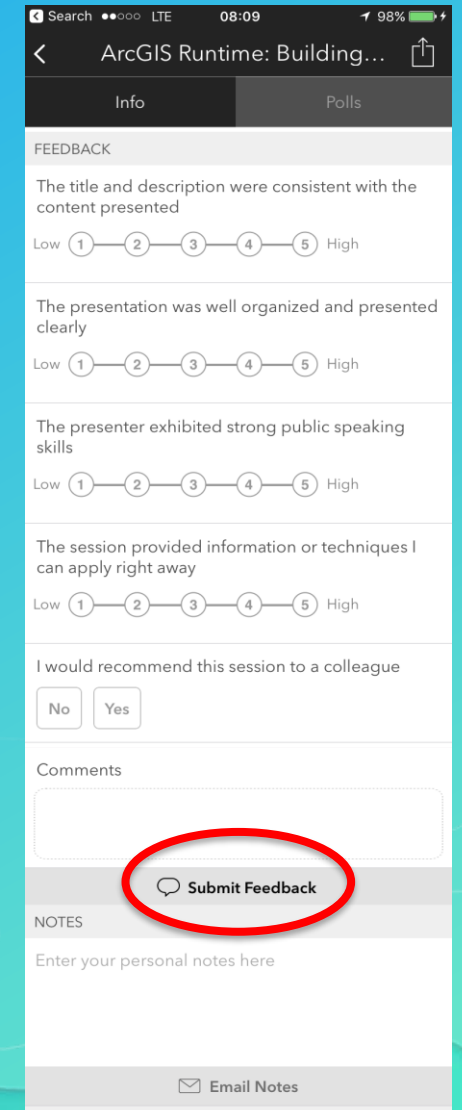 Search LTE 08:09 98%
ArcGIS Runtime: Building...
Info Polls
FEEDBACK
The title and description were consistent with the
content presented
Low 1 2 3 4 5 High
The presentation was well organized and presented
clearly
Low 1 2 3 4 5 High
The presenter exhibited strong public speaking
skills
Low 1 2 3 4 5 High
The session provided information or techniques I
can apply right away
Low 1 2 3 4 5 High
I would recommend this session to a colleague
No Yes
Comments
Submit Feedback
NOTES
Enter your personal notes here
Email Notes